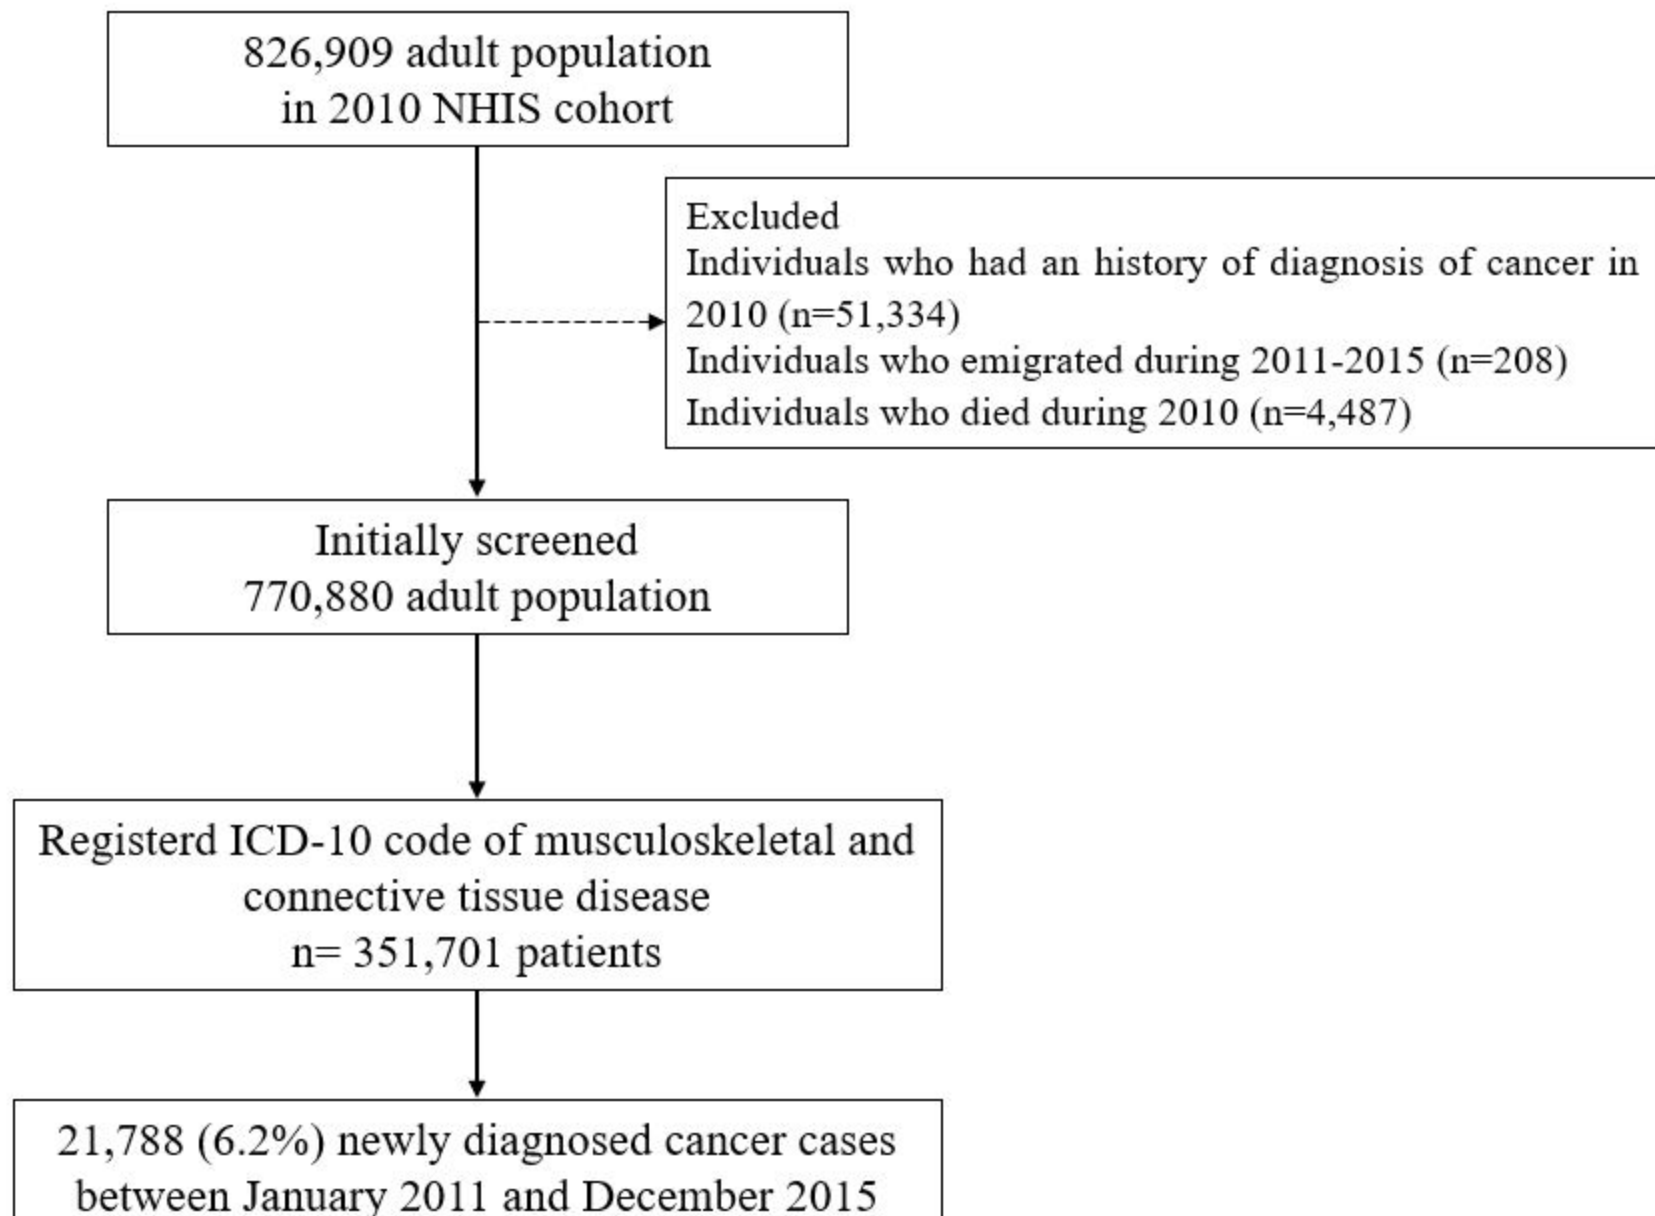 826,909 adult population
in 2010 NHIS cohort
Excluded
Individuals who had an history of diagnosis of cancer in
2010 (n=51,334)
Individuals who emigrated during 2011-2015 (n=208)
Individuals who died during 2010 (n=4,487)
Initially screened
770,880 adult population
Registerd ICD-10 code of musculoskeletal and
connective tissue disease
n= 351,701 patients
21,788 (6.2%) newly diagnosed cancer cases
between January 2011 and December 2015